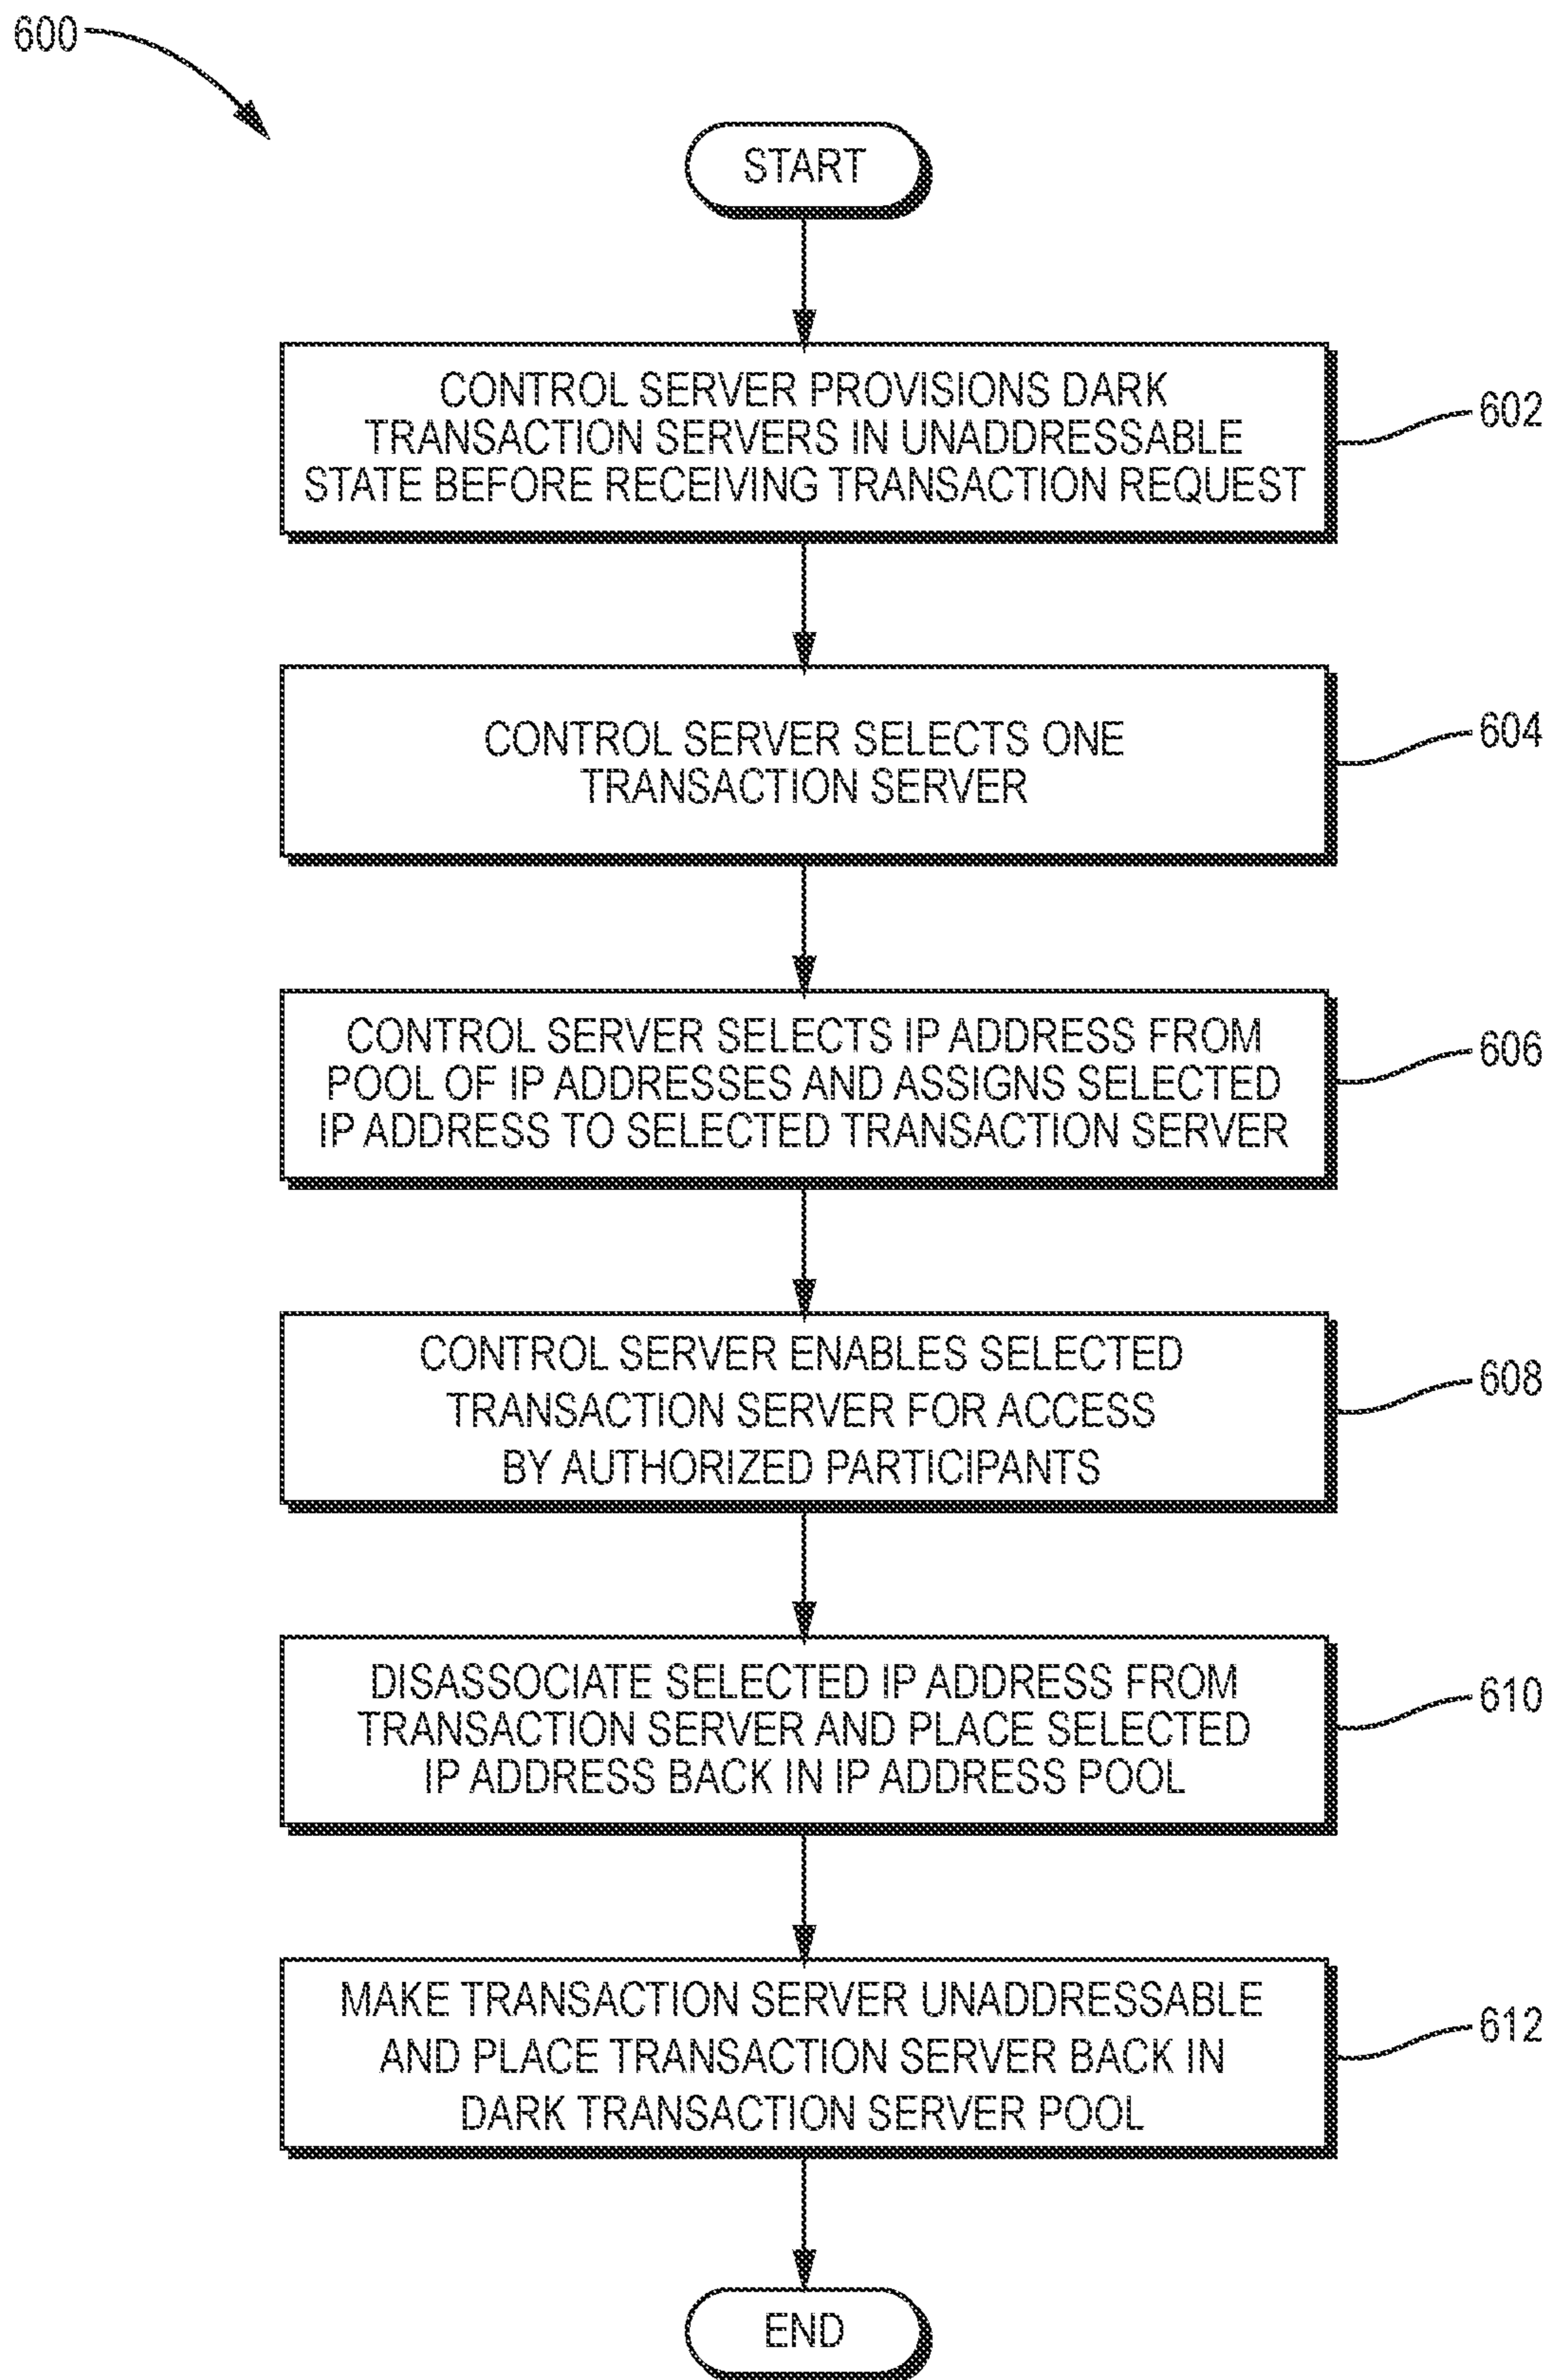 600
START
CONTROL SERVER PROVISIONS DARK
TRANSACTION SERVERS IN UNADDRESSABLE
STATE BEFORE RECEIVING TRANSACTION REQUEST
602
CONTROL SERVER SELECTS ONE
TRANSACTION SERVER
604
CONTROL SERVER SELECTS IP ADDRESS FROM
POOL OF IP ADDRESSES AND ASSIGNS SELECTED
IP ADDRESS TO SELECTED TRANSACTION SERVER
606
CONTROL SERVER ENABLES SELECTED
TRANSACTION SERVER FOR ACCESS
BY AUTHORIZED PARTICIPANTS
608
DISASSOCIATE SELECTED IP ADDRESS FROM
TRANSACTION SERVER AND PLACE SELECTED
IP ADDRESS BACK IN IP ADDRESS POOL
610
MAKE TRANSACTION SERVER UNADDRESSABLE
AND PLACE TRANSACTION SERVER BACK IN
DARK TRANSACTION SERVER POOL
612
END